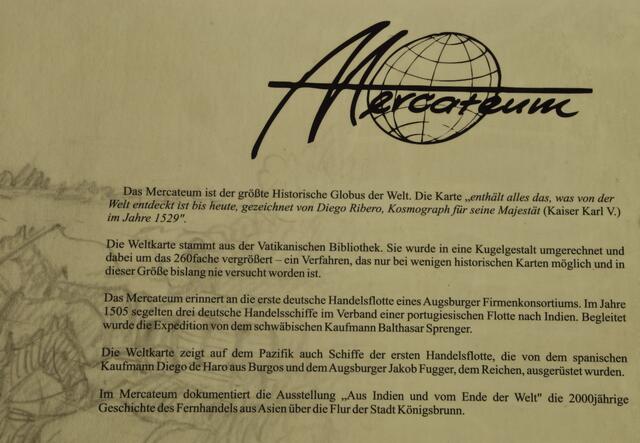 Mercateum
Das Mercateum ist der größte Historische Globus der Welt. Die Karte „enthält alles das, was von der
Welt entdeckt ist bis heute, gezeichnet von Diego Ribero, Kosmograph für seine Majestät (Kaiser Karl V.)
im Jahre 1529".
Die Weltkarte stammt aus der Vatikanischen Bibliothek. Sie wurde in eine Kugelgestalt umgerechnet und
dabei um das 260fache vergrößert – ein Verfahren, das nur bei wenigen historischen Karten möglich und in
dieser Größe bislang nie versucht worden ist.
Das Mercateum erinnert an die erste deutsche Handelsflotte eines Augsburger Firmenkonsortiums. Im Jahre
1505 segelten drei deutsche Handelsschiffe im Verband einer portugiesischen Flotte nach Indien. Begleitet
wurde die Expedition von dem schwäbischen Kaufmann Balthasar Sprenger.
Die Weltkarte zeigt auf dem Pazifik auch Schiffe der ersten Handelsflotte, die von dem spanischen
Kaufmann Diego de Haro aus Burgos und dem Augsburger Jakob Fugger, dem Reichen, ausgerüstet wurden.
Im Mercateum dokumentiert die Ausstellung „Aus Indien und vom Ende der Welt" die 2000jährige
Geschichte des Fernhandels aus Asien über die Flur der Stadt Königsbrunn.